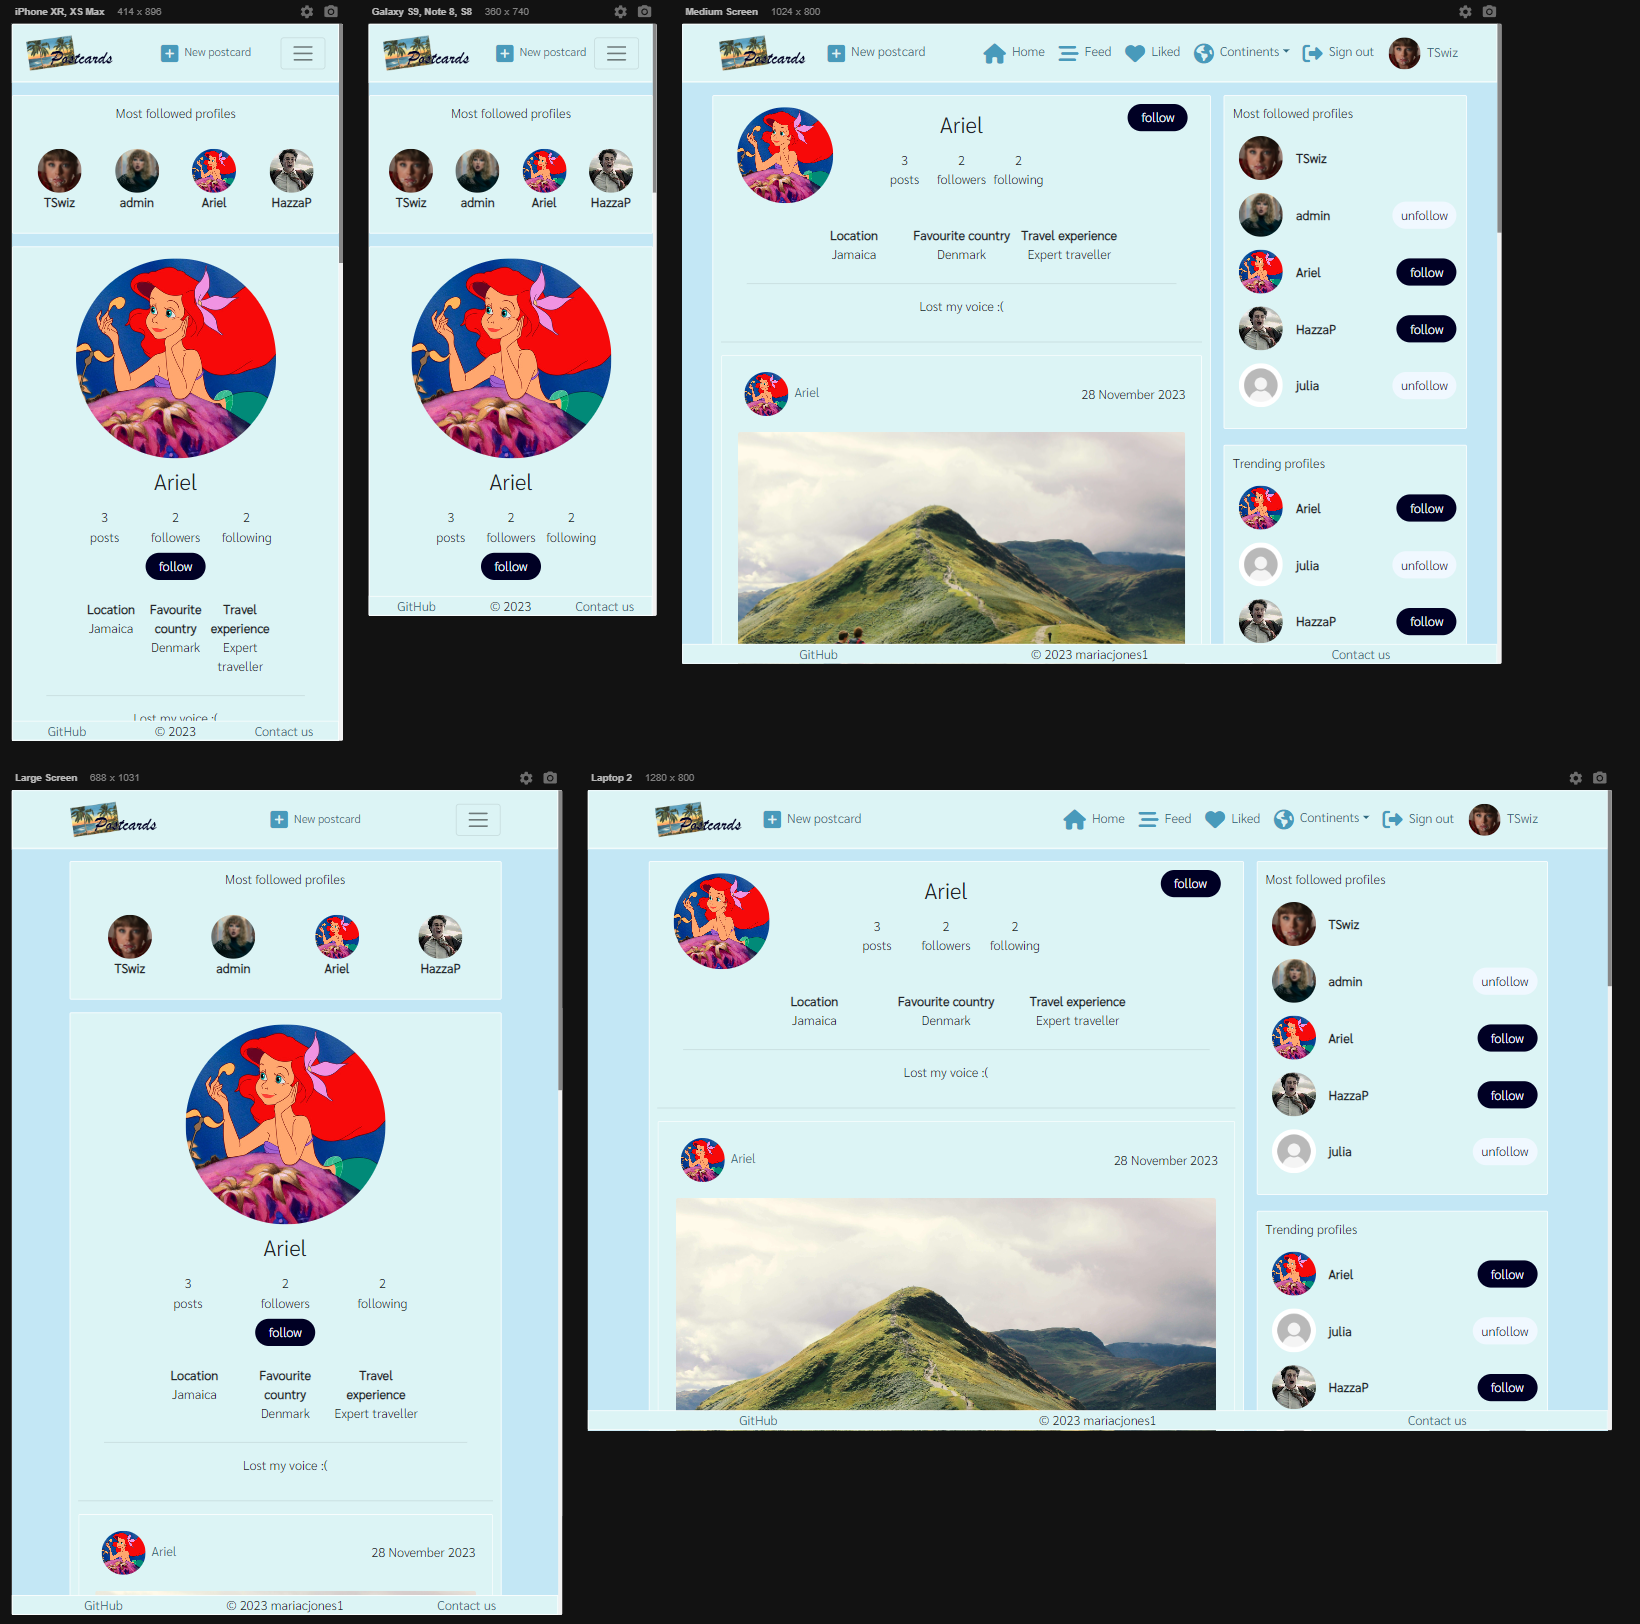 iPhone XR, XS Max 414 x 896
Postcards
New postcard
Most followed profiles
TSwiz admin Ariel HazzaP
Ariel
3 2 2
posts followers following
follow
Location Favourite country Travel experience
Jamaica Denmark Expert traveller
Lost my voice :(
GitHub © 2023 Contact us
Galaxy S9, Note 8, S8 360 x 740
Postcards
New postcard
Most followed profiles
TSwiz admin Ariel HazzaP
Ariel
3 2 2
posts followers following
follow
GitHub © 2023 Contact us
Medium Screen 1024 x 800
Postcards
New postcard Home Feed Liked Continents Sign out TSwiz
Ariel
follow
3 2 2
posts followers following
Location Favourite country Travel experience
Jamaica Denmark Expert traveller
Lost my voice :(
Ariel 28 November 2023
Most followed profiles
TSwiz
admin unfollow
Ariel follow
HazzaP follow
julia unfollow
Trending profiles
Ariel follow
julia unfollow
HazzaP follow
GitHub © 2023 mariacjones1 Contact us
Large Screen 688 x 1031
Postcards
New postcard
Most followed profiles
TSwiz admin Ariel HazzaP
Ariel
3 2 2
posts followers following
follow
Location Favourite country Travel experience
Jamaica Denmark Expert traveller
Lost my voice :(
Ariel 28 November 2023
GitHub © 2023 mariacjones1 Contact us
Laptop 2 1280 x 800
Postcards
New postcard Home Feed Liked Continents Sign out TSwiz
Ariel
follow
3 2 2
posts followers following
Location Favourite country Travel experience
Jamaica Denmark Expert traveller
Lost my voice :(
Ariel 28 November 2023
Most followed profiles
TSwiz
admin unfollow
Ariel follow
HazzaP follow
julia unfollow
Trending profiles
Ariel follow
julia unfollow
HazzaP follow
GitHub © 2023 mariacjones1 Contact us